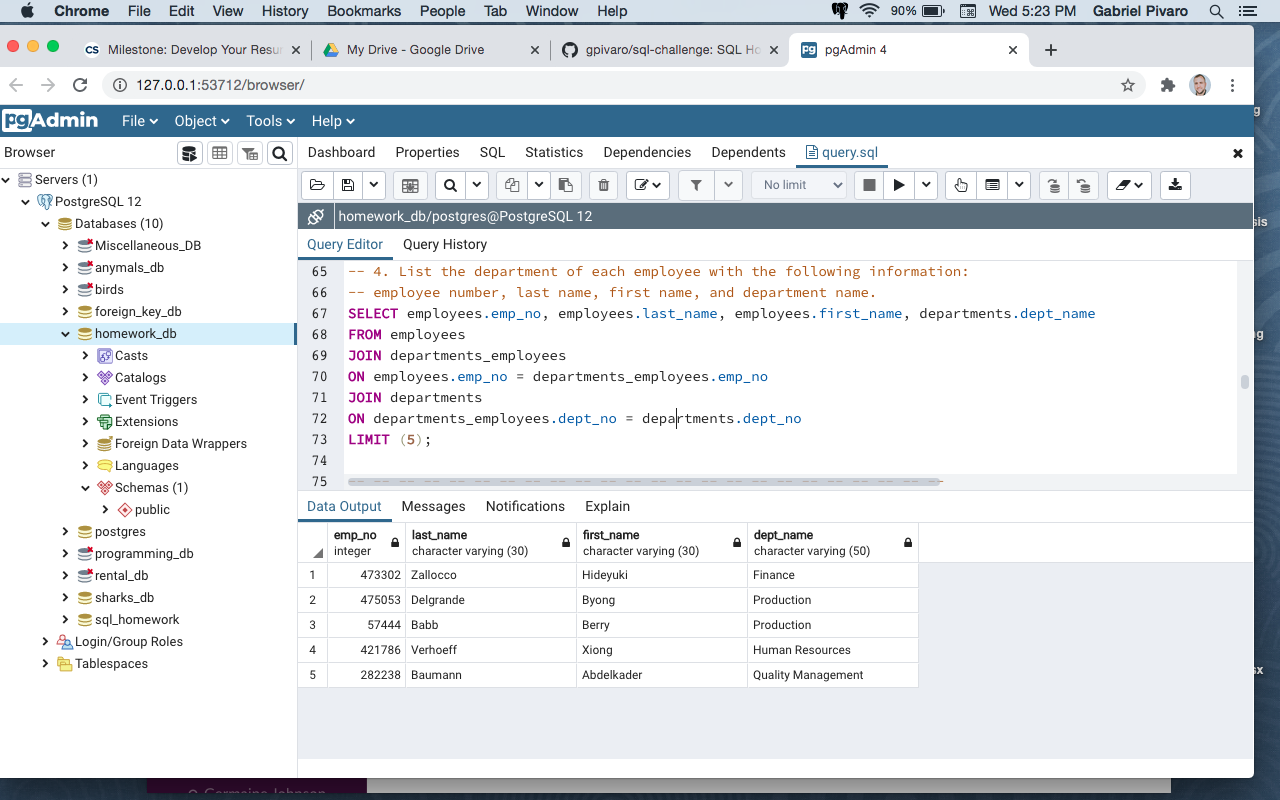 Chrome File Edit View History Bookmarks People Tab Window Help 90% Wed 5:23 PM Gabriel Pivaro
CS Milestone: Develop Your Resu My Drive - Google Drive gpivaro/sql-challenge: SQL Ho pgAdmin 4
127.0.0.1:53712/browser/
pgAdmin File Object Tools Help
Browser
Dashboard Properties SQL Statistics Dependencies Dependents query.sql
No limit
homework_db/postgres@PostgreSQL 12
Query Editor Query History
Servers (1)
PostgreSQL 12
Databases (10)
Miscellaneous_DB
anymals_db
birds
foreign_key_db
homework_db
Casts
Catalogs
Event Triggers
Extensions
Foreign Data Wrappers
Languages
Schemas (1)
public
postgres
programming_db
rental_db
sharks_db
sql_homework
Login/Group Roles
Tablespaces
65 -- 4. List the department of each employee with the following information:
66 -- employee number, last name, first name, and department name.
67 SELECT employees.emp_no, employees.last_name, employees.first_name, departments.dept_name
68 FROM employees
69 JOIN departments_employees
70 ON employees.emp_no = departments_employees.emp_no
71 JOIN departments
72 ON departments_employees.dept_no = departments.dept_no
73 LIMIT (5);
74
75
Data Output Messages Notifications Explain
emp_no last_name first_name dept_name
integer character varying (30) character varying (30) character varying (50)
1 473302 Zallocco Hideyuki Finance
2 475053 Delgrande Byong Production
3 57444 Babb Berry Production
4 421786 Verhoeff Xiong Human Resources
5 282238 Baumann Abdelkader Quality Management